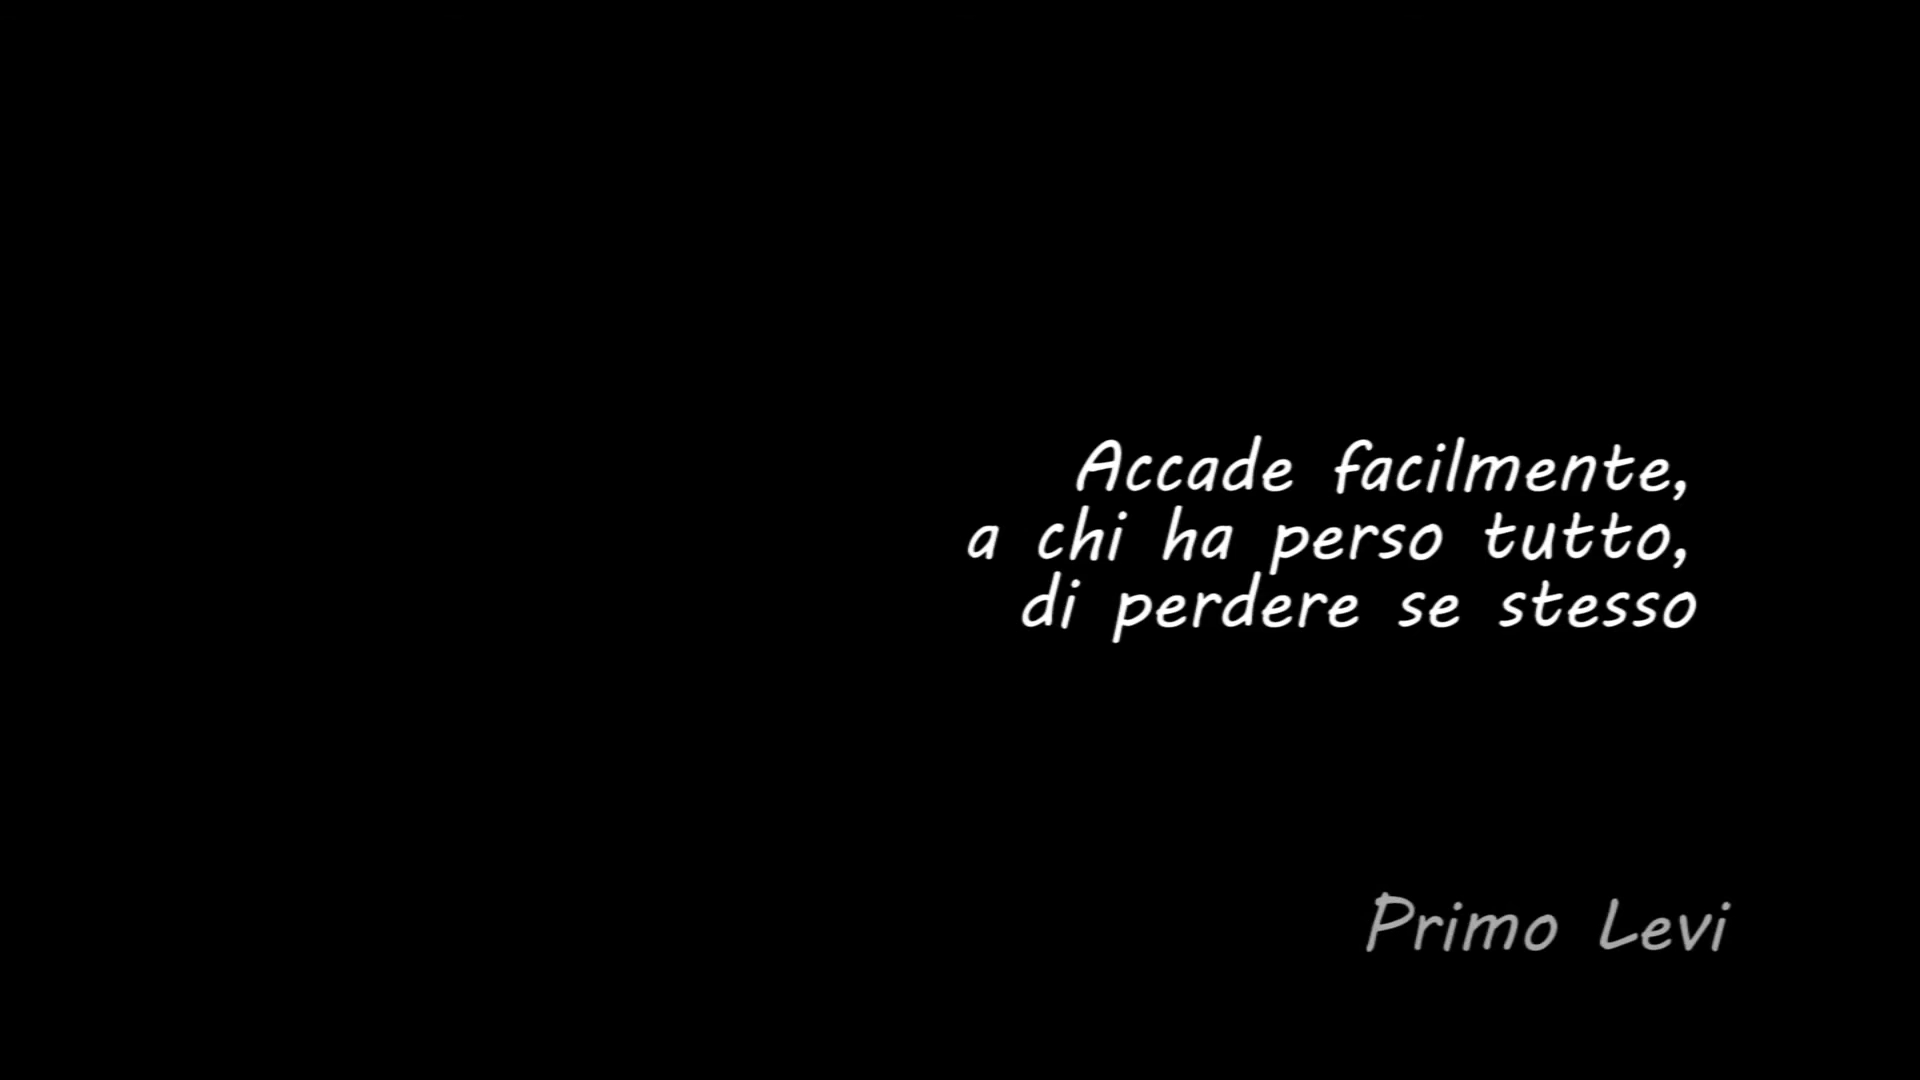 Accade facilmente,
a chi ha perso tutto,
di perdere se stesso
Primo Levi